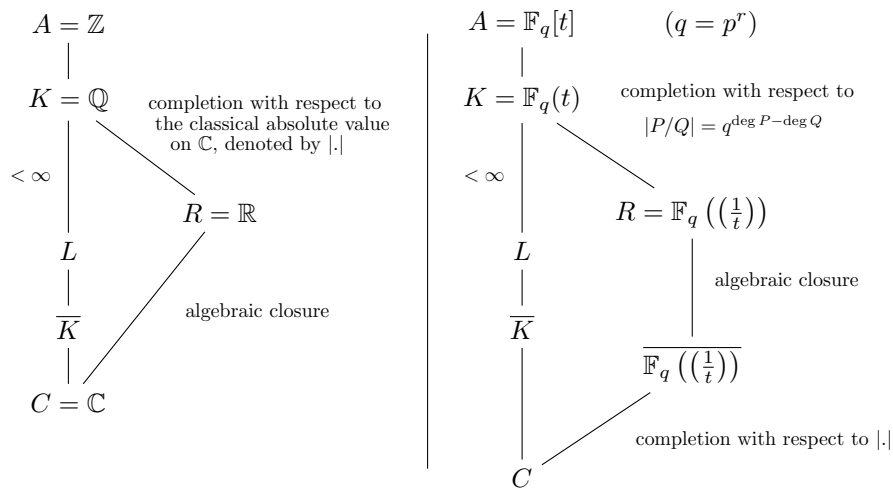 A = ℤ
K = ℚ
completion with respect to
the classical absolute value
on ℂ, denoted by |.|
< ∞
R = ℝ
L
algebraic closure
K̅
C = ℂ
A = 𝔽_q[t] (q = p^r)
K = 𝔽_q(t)
completion with respect to
|P/Q| = q^{deg P−deg Q}
< ∞
R = 𝔽_q ((1/t))
L
algebraic closure
K̅
\overline{𝔽_q ((1/t))}
completion with respect to |.|
C